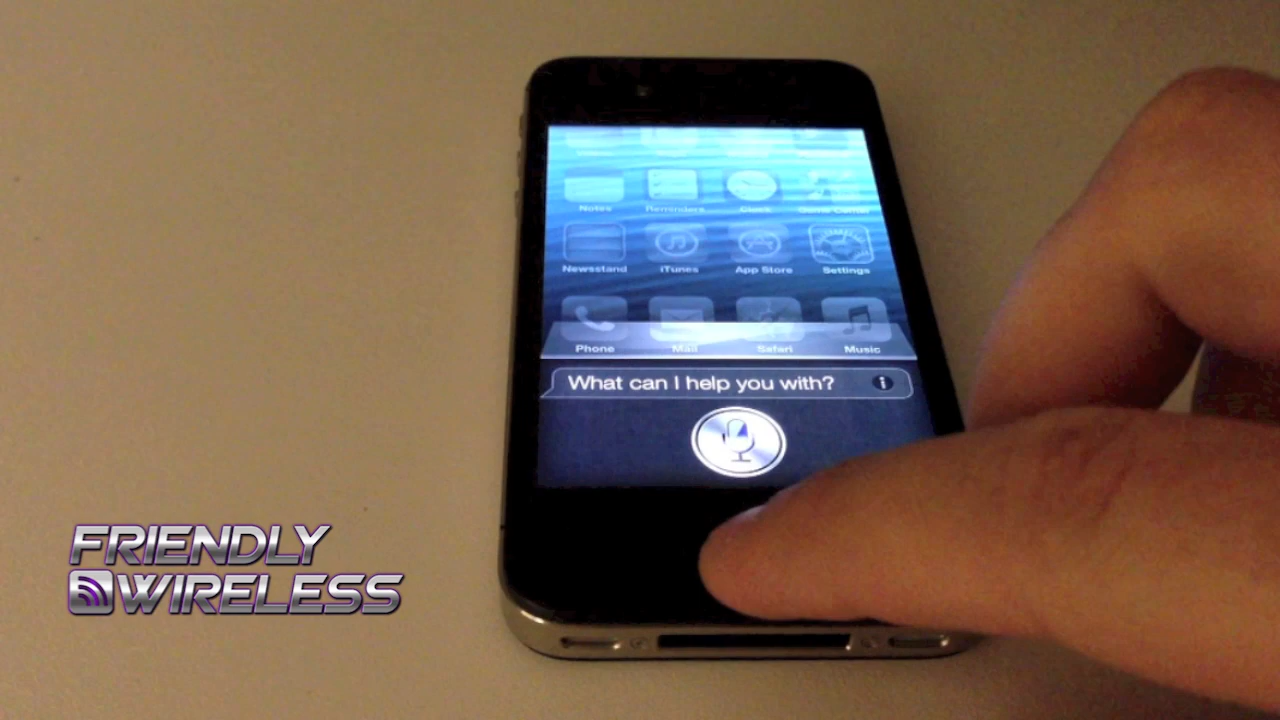 Notes Reminders Clock Game Center
Newsstand iTunes App Store Settings
Phone Mail Safari Music
What can I help you with?
FRIENDLY
WIRELESS